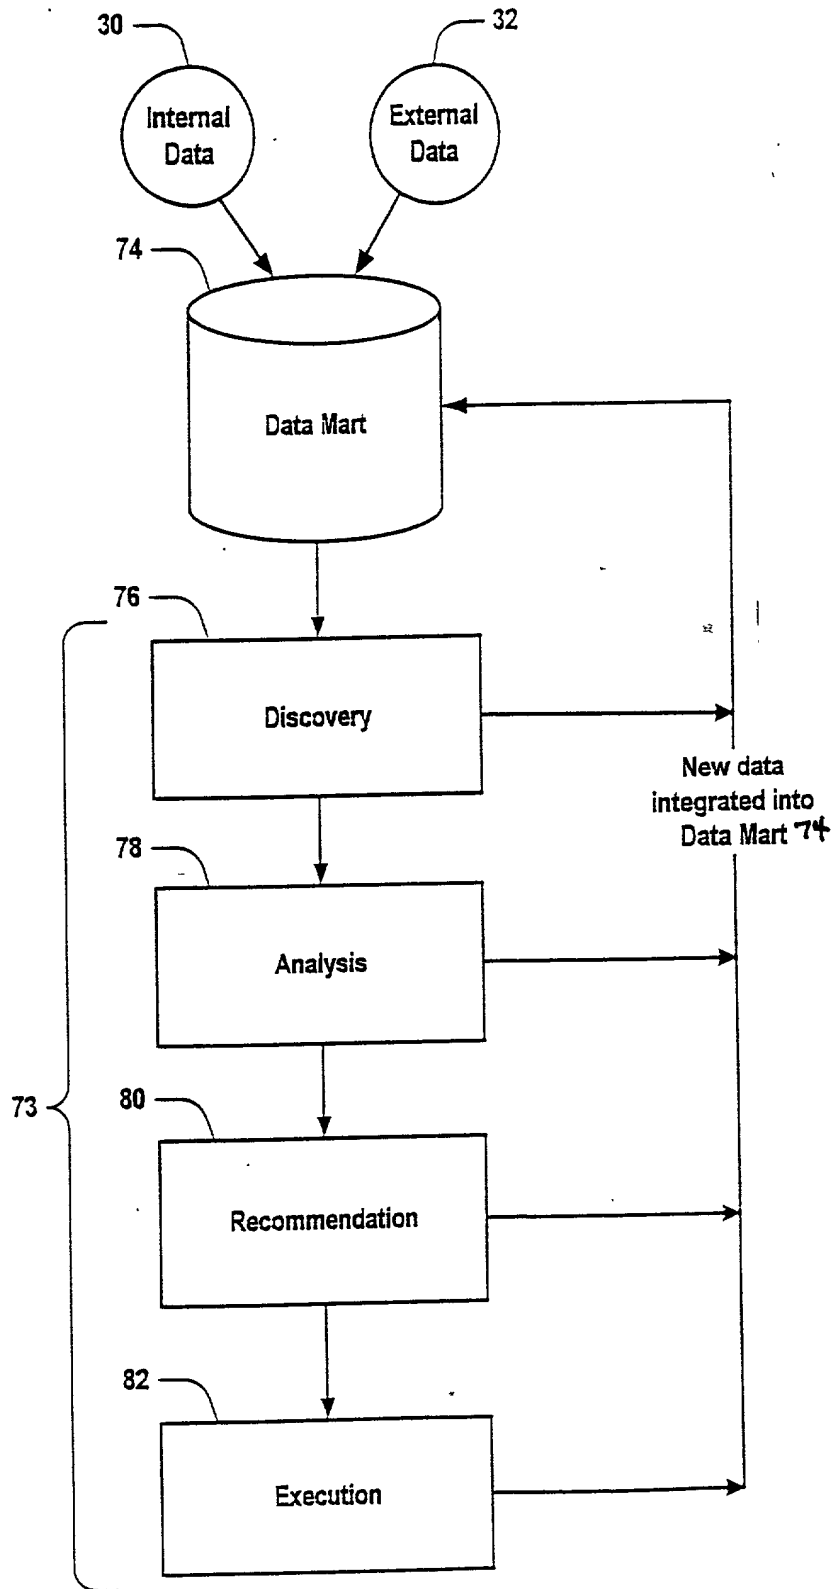 30
32
Internal
Data
External
Data
74
Data Mart
76
Discovery
New data
integrated into
Data Mart 74
78
Analysis
73
80
Recommendation
82
Execution